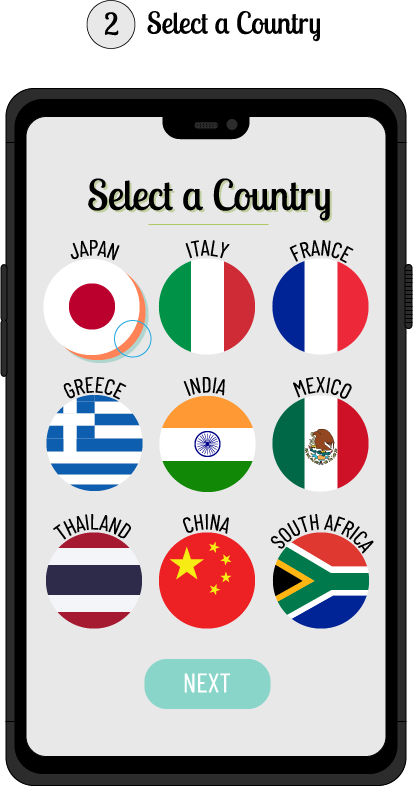 2 Select a Country
Select a Country
JAPAN ITALY FRANCE
GREECE INDIA MEXICO
THAILAND CHINA SOUTH AFRICA
NEXT